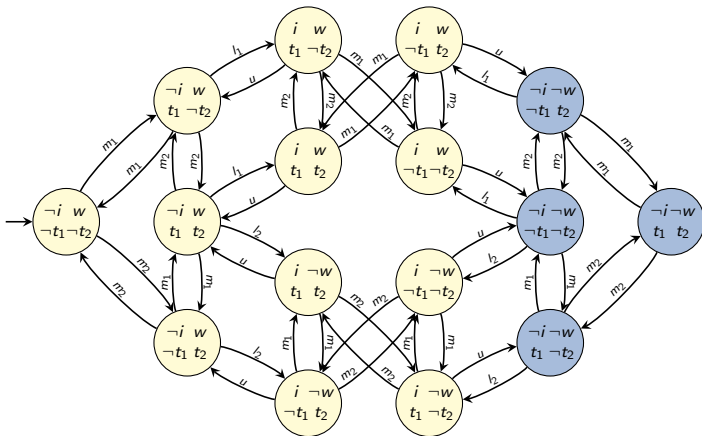 i w
t₁ ¬t₂
i w
¬t₁ t₂
l₁
u
m₁
m₁
u
l₁
¬i w
t₁ ¬t₂
m₂
m₂
m₂
m₂
¬i ¬w
¬t₁ t₂
m₁
m₁
m₂
m₂
l₁
u
i w
t₁ t₂
m₁
m₁
i w
¬t₁ ¬t₂
u
l₁
m₂
m₂
m₁
m₁
¬i w
¬t₁ ¬t₂
¬i w
t₁ t₂
¬i ¬w
¬t₁ ¬t₂
¬i ¬w
t₁ t₂
m₂
m₂
m₁
m₁
l₂
u
i ¬w
t₁ t₂
m₂
m₂
i ¬w
¬t₁ ¬t₂
u
l₂
m₁
m₁
m₂
m₂
¬i w
¬t₁ t₂
m₁
m₁
m₁
m₁
¬i ¬w
t₁ ¬t₂
l₂
u
i ¬w
¬t₁ t₂
m₂
m₂
i ¬w
t₁ ¬t₂
u
l₂